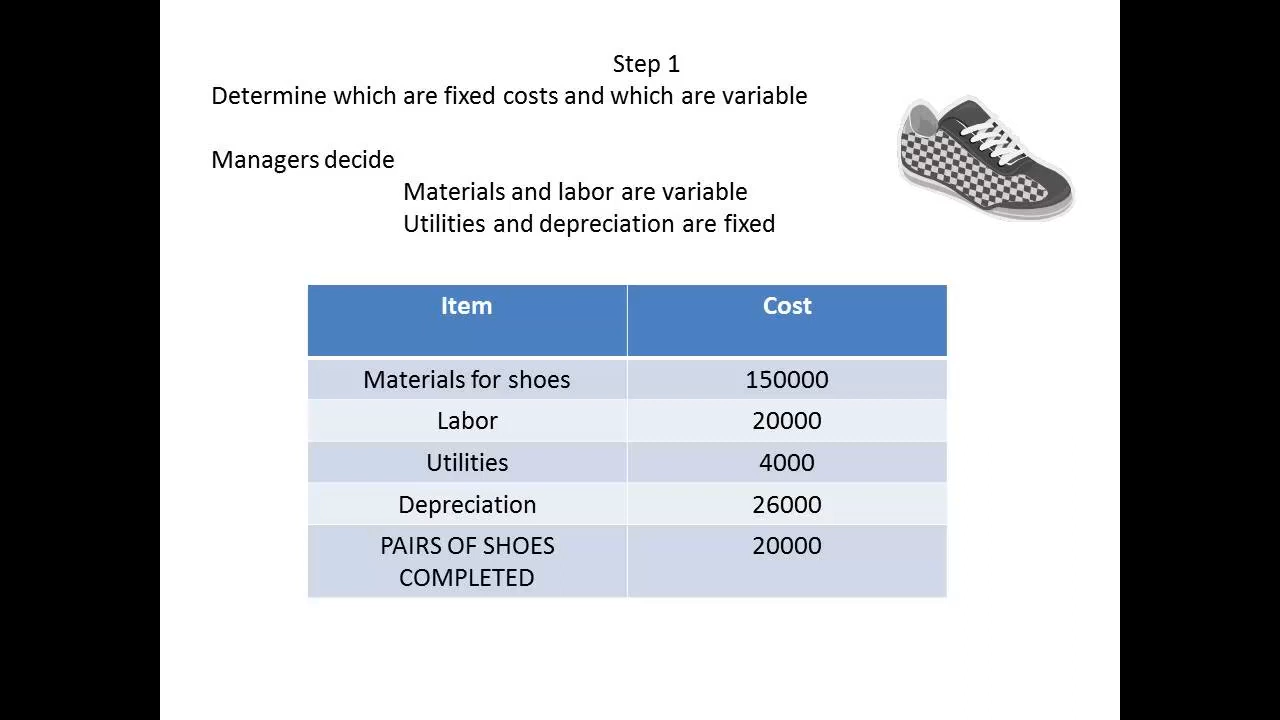 Step 1
Determine which are fixed costs and which are variable
Managers decide
Materials and labor are variable
Utilities and depreciation are fixed
Item Cost
Materials for shoes 150000
Labor 20000
Utilities 4000
Depreciation 26000
PAIRS OF SHOES 20000
COMPLETED